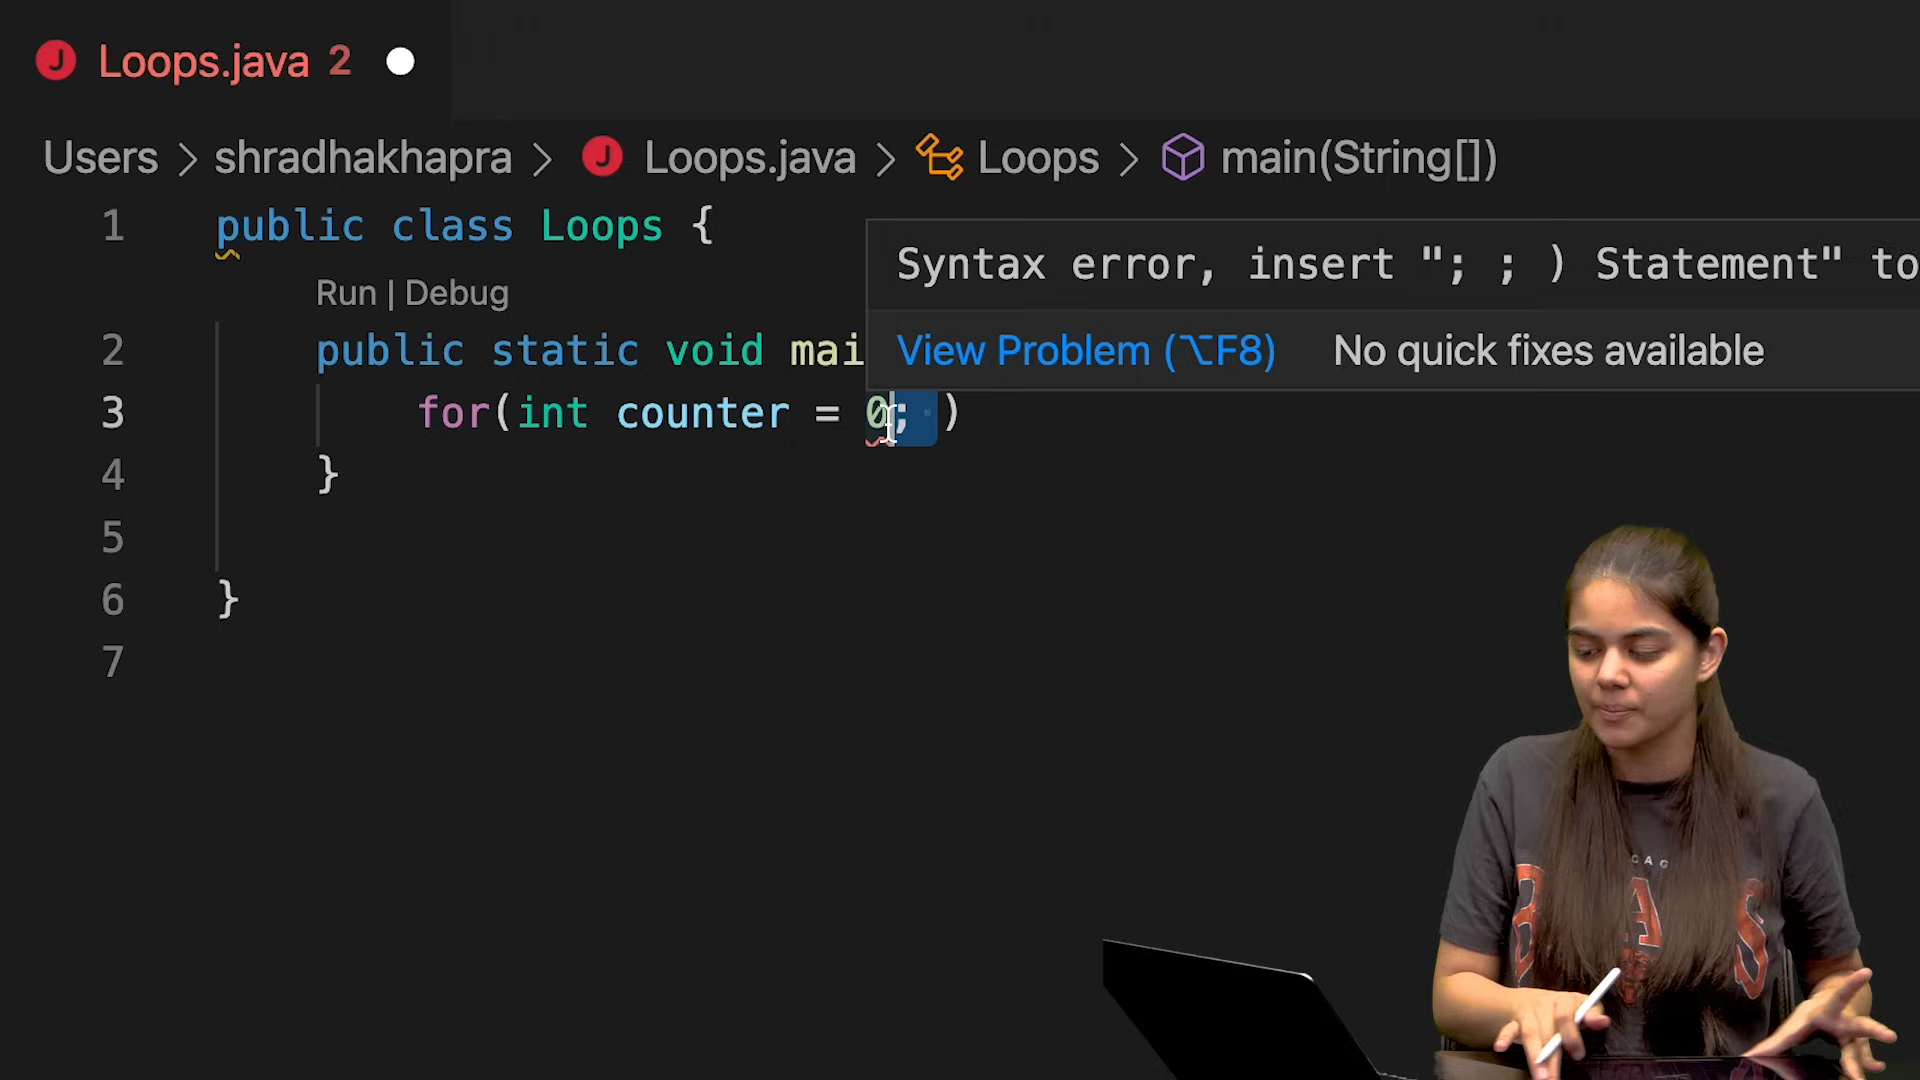 Loops.java 2
Users > shradhakhapra > Loops.java > Loops > main(String[])
1 public class Loops {
Run | Debug
2 public static void mai
3 for(int counter = 0; )
4 }
5
6 }
7
Syntax error, insert "; ; ) Statement" to
View Problem (⌥F8) No quick fixes available